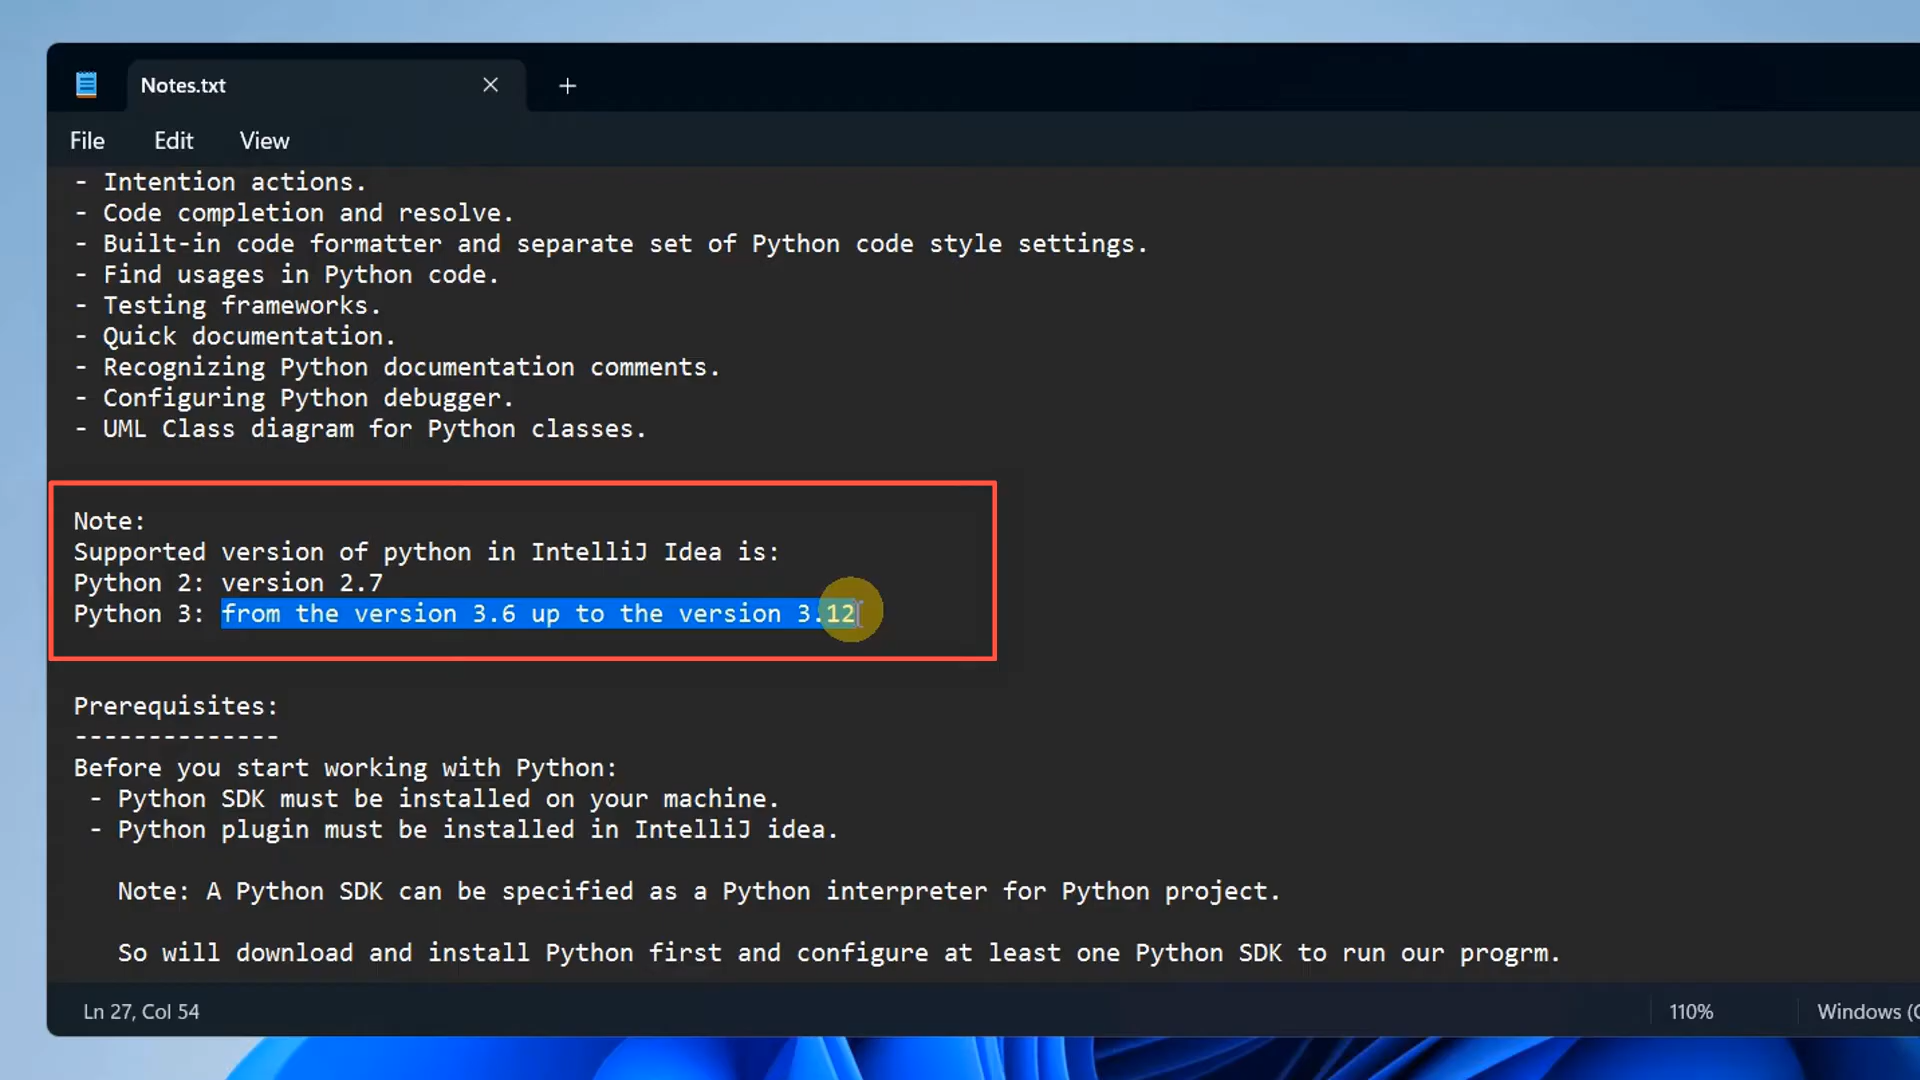 Notes.txt
File Edit View
- Intention actions.
- Code completion and resolve.
- Built-in code formatter and separate set of Python code style settings.
- Find usages in Python code.
- Testing frameworks.
- Quick documentation.
- Recognizing Python documentation comments.
- Configuring Python debugger.
- UML Class diagram for Python classes.
Note:
Supported version of python in IntelliJ Idea is:
Python 2: version 2.7
Python 3: from the version 3.6 up to the version 3.12
Prerequisites:
--------------
Before you start working with Python:
- Python SDK must be installed on your machine.
- Python plugin must be installed in IntelliJ idea.
Note: A Python SDK can be specified as a Python interpreter for Python project.
So will download and install Python first and configure at least one Python SDK to run our progrm.
Ln 27, Col 54 110% Windows (